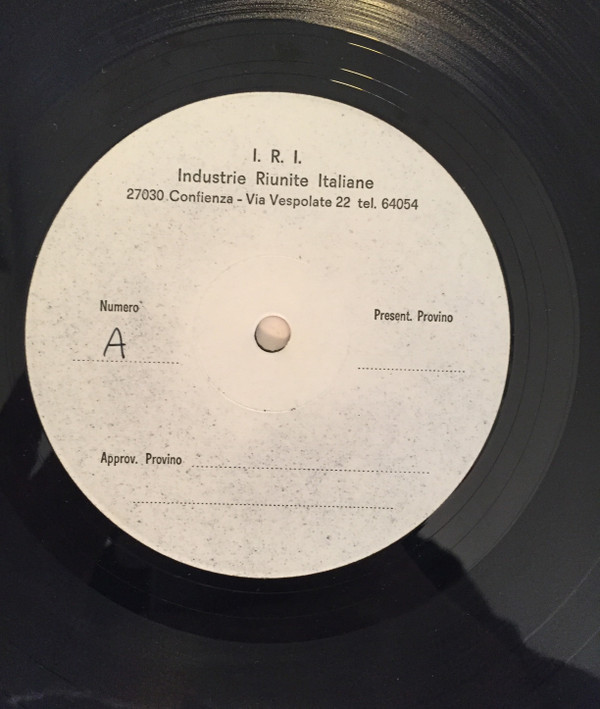 I. R. I.
Industrie Riunite Italiane
27030 Confienza - Via Vespolate 22 tel. 64054
Numero
Present. Provino
A
Approv. Provino